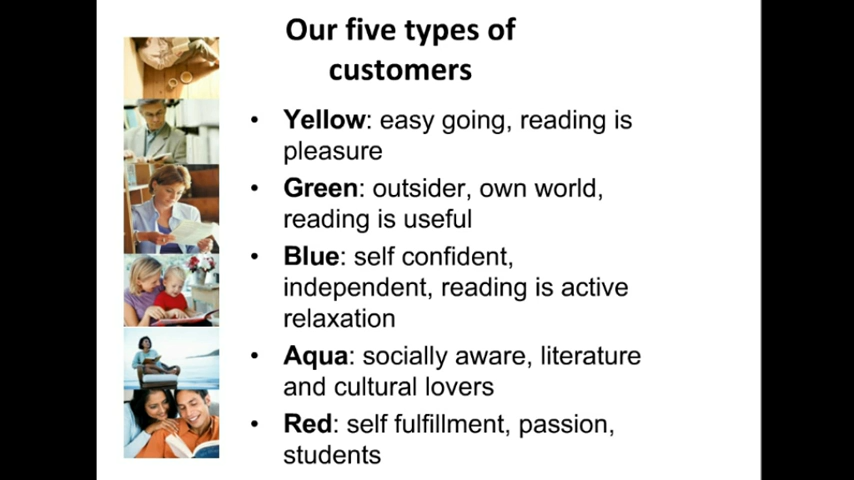 Our five types of
customers
• Yellow: easy going, reading is
pleasure
• Green: outsider, own world,
reading is useful
• Blue: self confident,
independent, reading is active
relaxation
• Aqua: socially aware, literature
and cultural lovers
• Red: self fulfillment, passion,
students